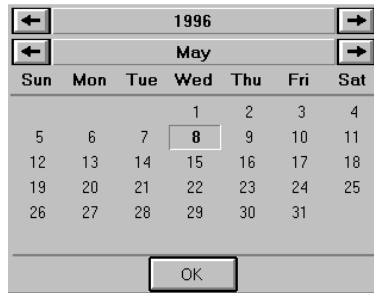 1996
May
Sun Mon Tue Wed Thu Fri Sat
1 2 3 4
5 6 7 8 9 10 11
12 13 14 15 16 17 18
19 20 21 22 23 24 25
26 27 28 29 30 31
OK